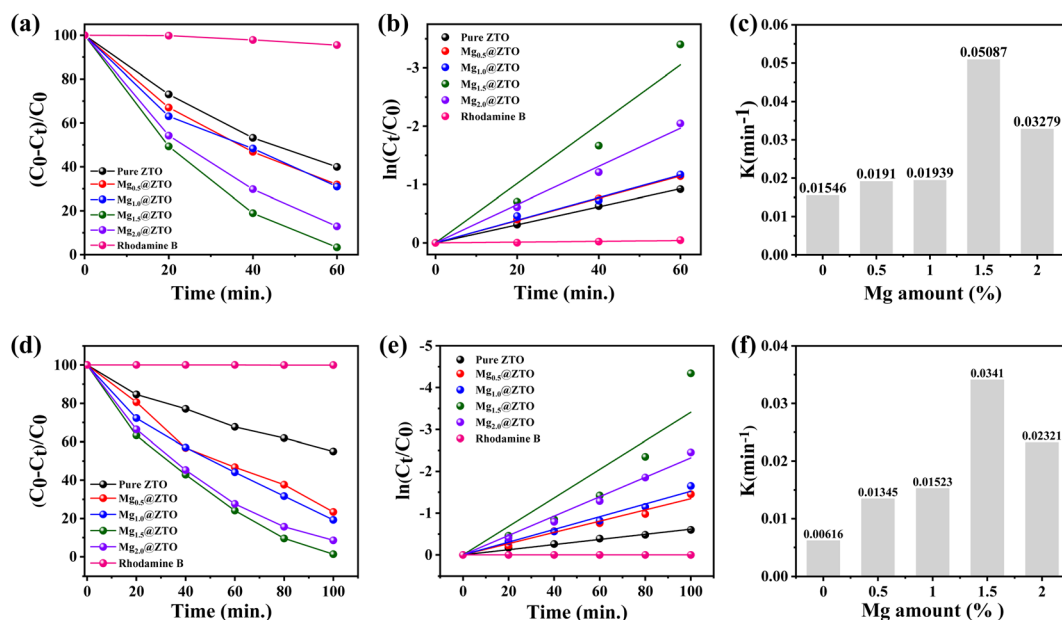 (a)
(C0-Ct)/C0
100
80
60
40
20
0
Pure ZTO
Mg0.5@ZTO
Mg1.0@ZTO
Mg1.5@ZTO
Mg2.0@ZTO
Rhodamine B
0 20 40 60
Time (min.)
(b)
ln(Ct/C0)
-3
-2
-1
0
Pure ZTO
Mg0.5@ZTO
Mg1.0@ZTO
Mg1.5@ZTO
Mg2.0@ZTO
Rhodamine B
0 20 40 60
Time (min.)
(c)
K(min-1)
0.06
0.05
0.04
0.03
0.02
0.01
0.00
0.01546
0.0191
0.01939
0.05087
0.03279
0 0.5 1 1.5 2
Mg amount (%)
(d)
(C0-Ct)/C0
100
80
60
40
20
0
Pure ZTO
Mg0.5@ZTO
Mg1.0@ZTO
Mg1.5@ZTO
Mg2.0@ZTO
Rhodamine B
0 20 40 60 80 100
Time (min.)
(e)
ln(Ct/C0)
-5
-4
-3
-2
-1
0
Pure ZTO
Mg0.5@ZTO
Mg1.0@ZTO
Mg1.5@ZTO
Mg2.0@ZTO
Rhodamine B
0 20 40 60 80 100
Time (min.)
(f)
K(min-1)
0.04
0.03
0.02
0.01
0.00
0.00616
0.01345
0.01523
0.0341
0.02321
0 0.5 1 1.5 2
Mg amount (% )